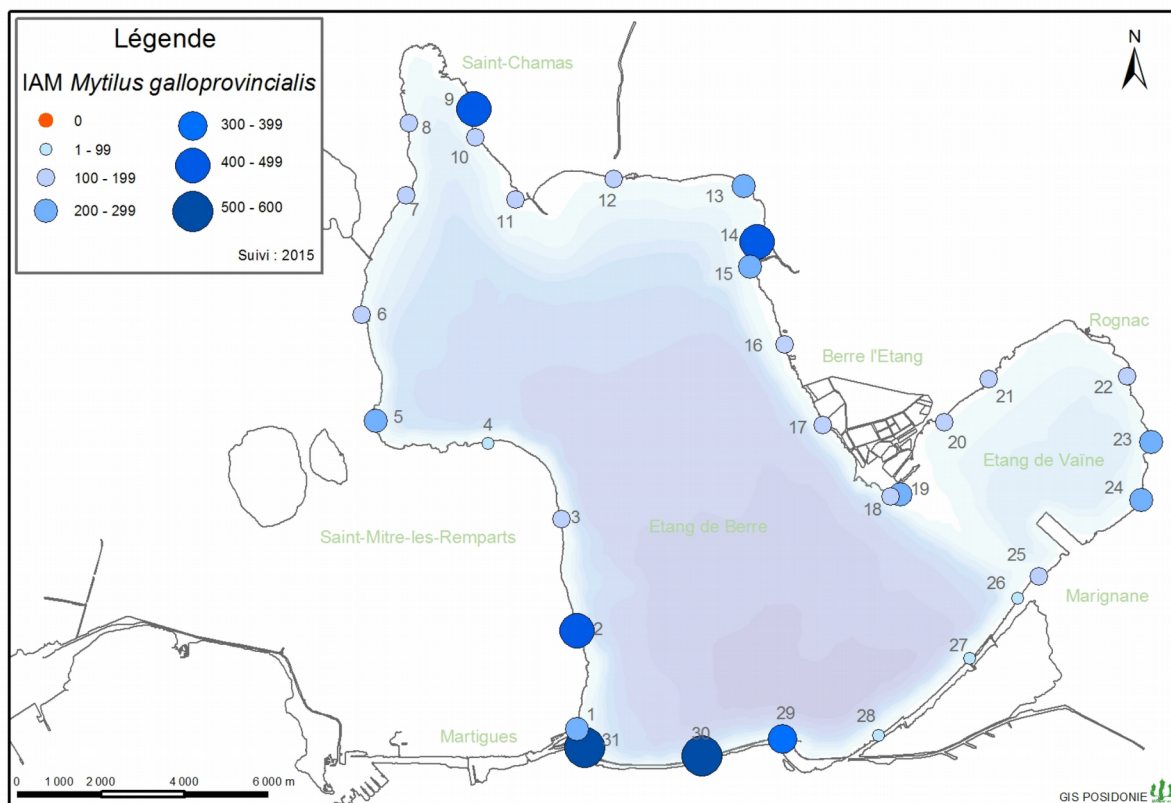 Légende
IAM Mytilus galloprovincialis
0
1 - 99
100 - 199
200 - 299
300 - 399
400 - 499
500 - 600
Suivi : 2015
N
Saint-Chamas
9
8
10
7
11
12
13
14
15
6
16
Berre l'Etang
Rognac
5
4
17
21
22
20
23
Etang de Vaïne
19
18
24
3
Saint-Mitre-les-Remparts
Etang de Berre
25
26
Marignane
2
27
1
31
30
29
28
Martigues
0 1 000 2 000 4 000 6 000 m
GIS POSIDONIE